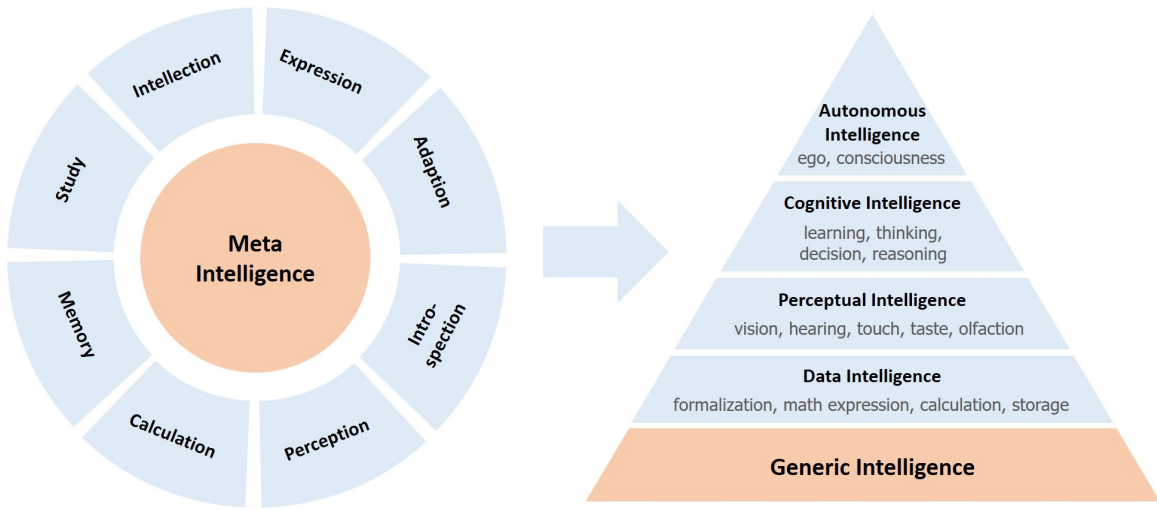 Intellection
Expression
Adaption
Intro-
spection
Perception
Calculation
Memory
Study
Meta
Intelligence
Autonomous
Intelligence
ego, consciousness
Cognitive Intelligence
learning, thinking,
decision, reasoning
Perceptual Intelligence
vision, hearing, touch, taste, olfaction
Data Intelligence
formalization, math expression, calculation, storage
Generic Intelligence